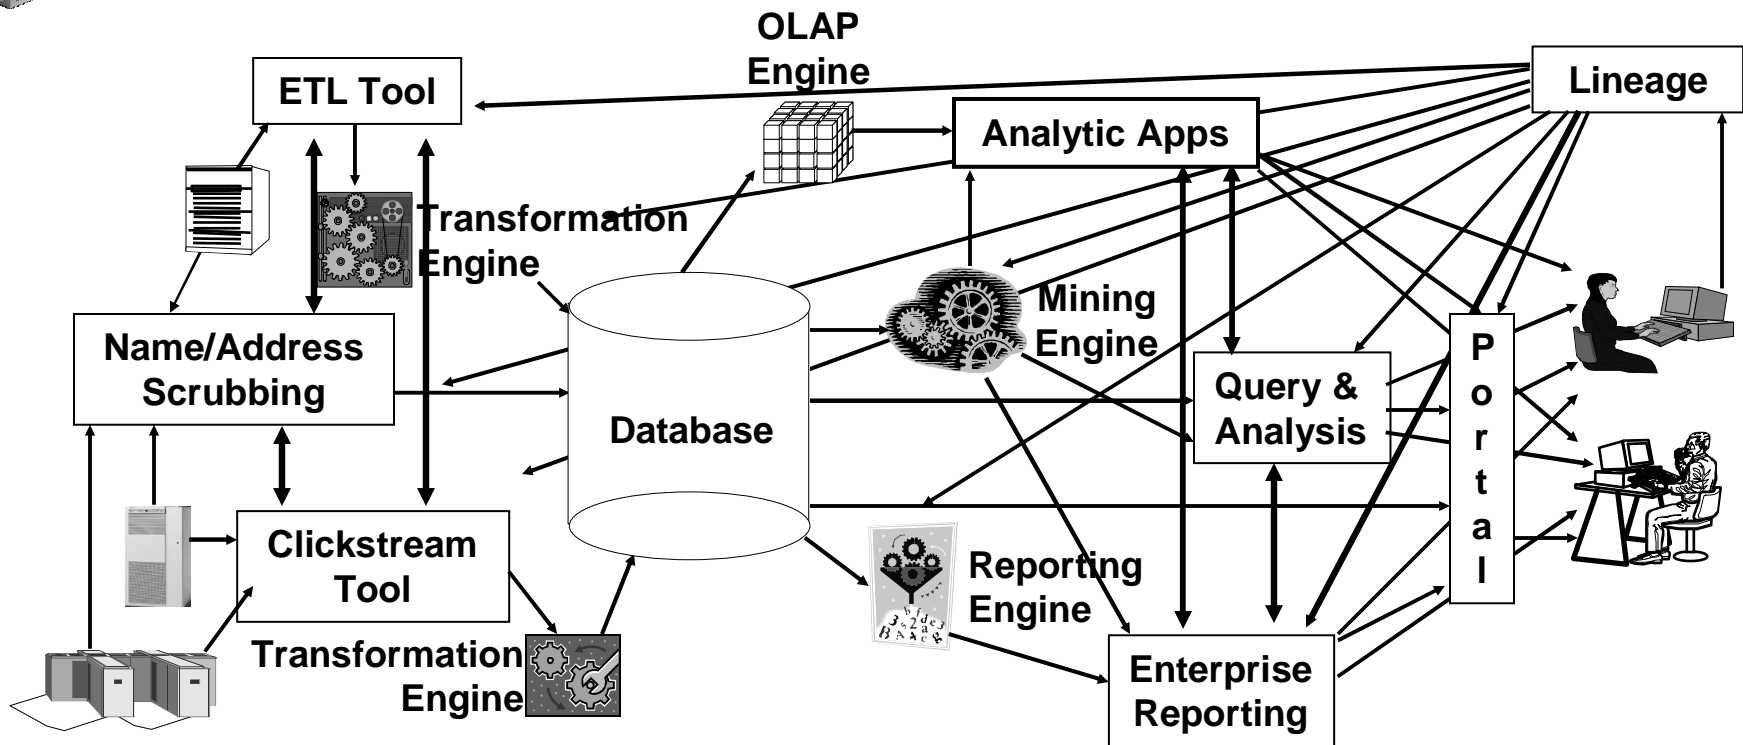 OLAP
Engine
ETL Tool
Lineage
Analytic Apps
Transformation
Engine
Mining
Engine
Name/Address
Scrubbing
Portal
Query &
Analysis
Database
Clickstream
Tool
Reporting
Engine
Transformation
Engine
Enterprise
Reporting